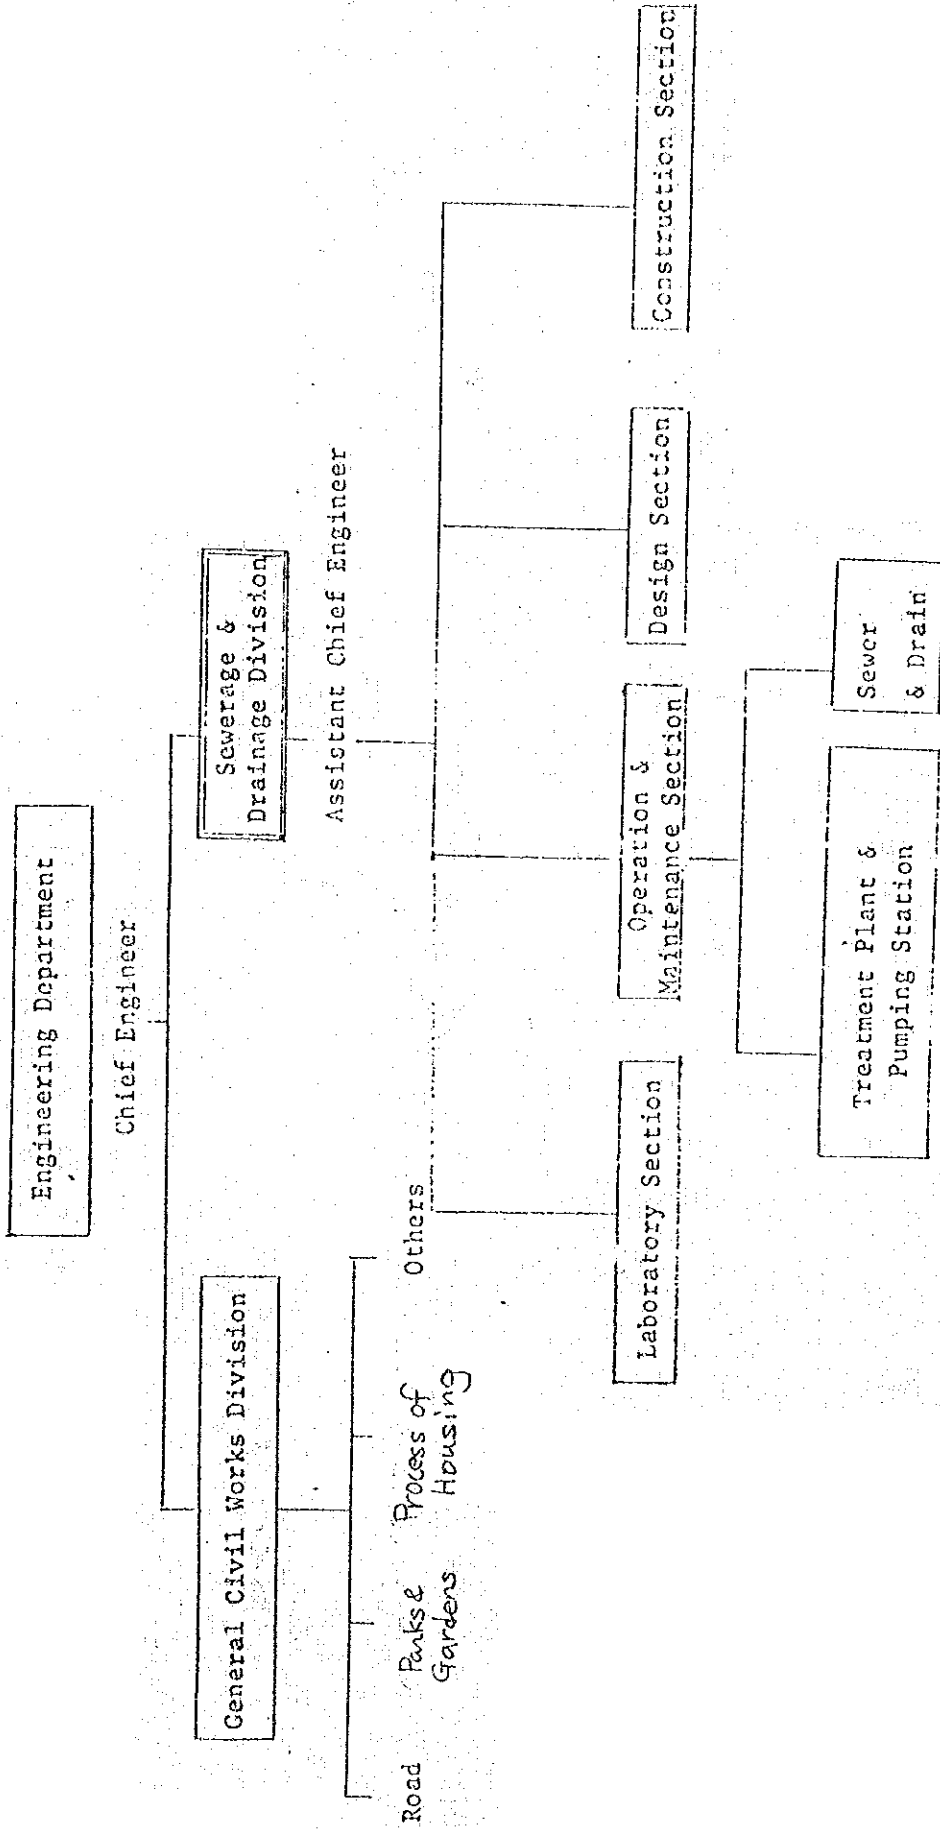 Engineering Department
Chief Engineer
General Civil Works Division
Sewerage &
Drainage Division
Assistant Chief Engineer
Road
Parks &
Gardens
Process of
Housing
Others
Laboratory Section
Operation &
Maintenance Section
Design Section
Construction Section
Treatment Plant &
Pumping Station
Sewer
& Drain